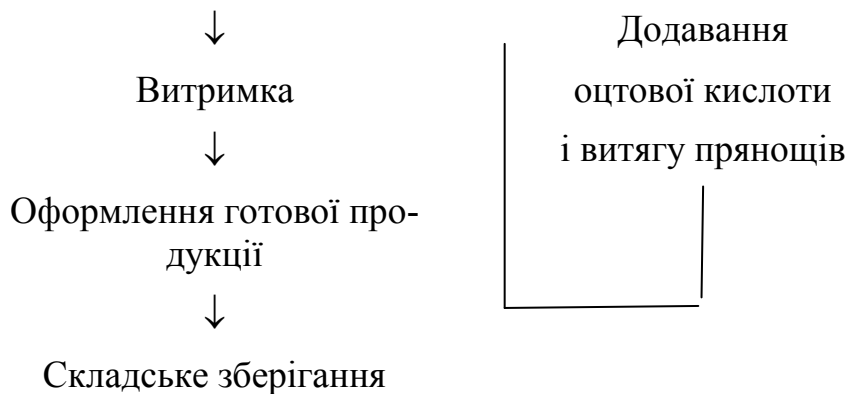 Витримка
Оформлення готової про-
дукції
Складське зберігання
Додавання
оцтової кислоти
і витягу прянощів